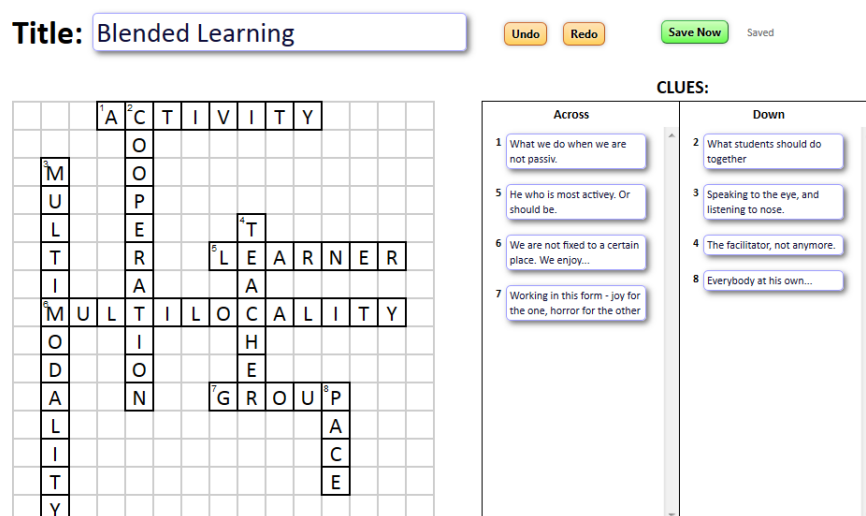 Title: Blended Learning
Undo Redo Save Now Saved
CLUES:
Across Down
1 What we do when we are
not passiv.
5 He who is most activey. Or
should be.
6 We are not fixed to a certain
place. We enjoy...
7 Working in this form - joy for
the one, horror for the other
2 What students should do
together
3 Speaking to the eye, and
listening to nose.
4 The facilitator, not anymore.
8 Everybody at his own...
1 ACTIVITY
2 COOPERATION
3 MULTIMODALITY
4 TEACHER
5 LEARNER
6 MULTILOCALITY
7 GROUP
8 PACE